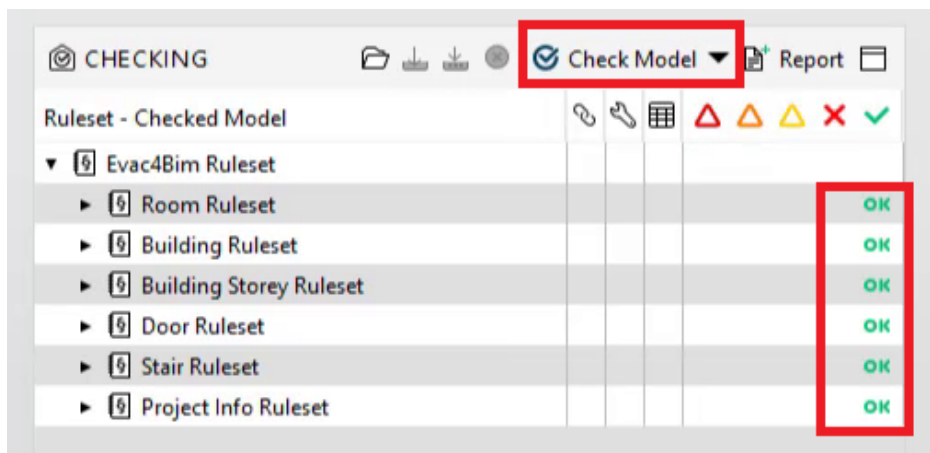 CHECKING Check Model Report
Ruleset - Checked Model
§ Evac4Bim Ruleset
§ Room Ruleset OK
§ Building Ruleset OK
§ Building Storey Ruleset OK
§ Door Ruleset OK
§ Stair Ruleset OK
§ Project Info Ruleset OK